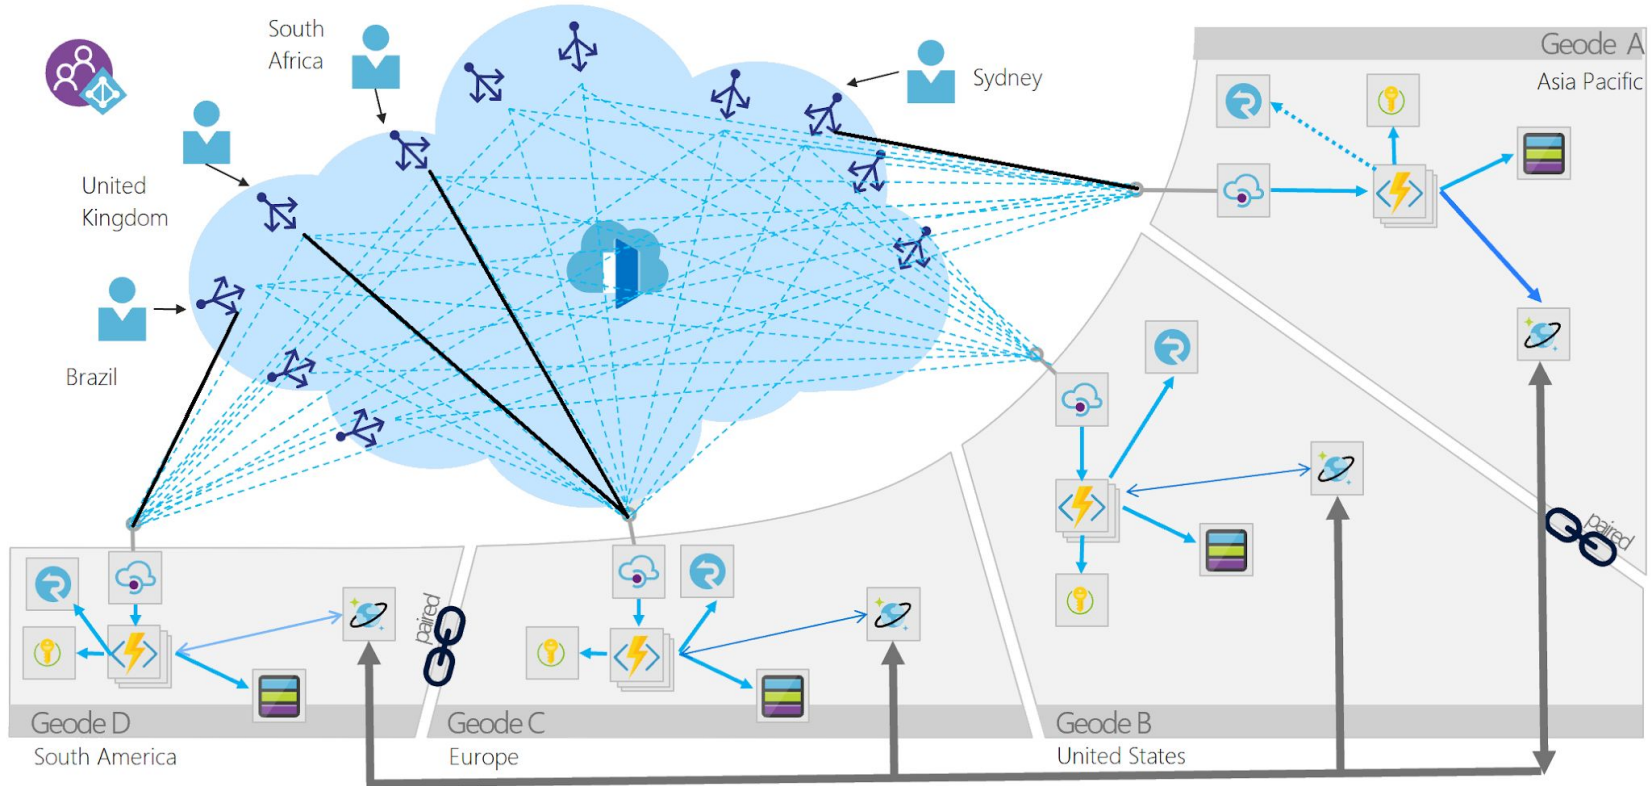 South
Africa
Sydney
United
Kingdom
Brazil
Geode A
Asia Pacific
paired
paired
Geode D
South America
Geode C
Europe
Geode B
United States